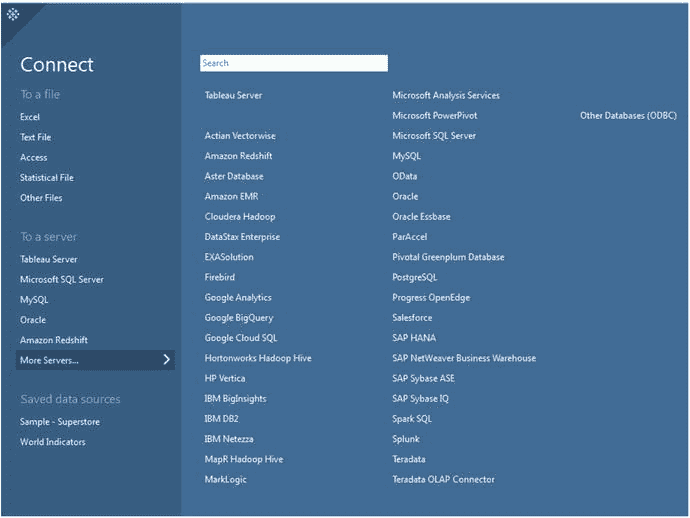 Connect
To a file
Excel
Text File
Access
Statistical File
Other Files
To a server
Tableau Server
Microsoft SQL Server
MySQL
Oracle
Amazon Redshift
More Servers...
Saved data sources
Sample - Superstore
World Indicators
Search
Tableau Server
Actian Vectorwise
Amazon Redshift
Aster Database
Amazon EMR
Cloudera Hadoop
DataStax Enterprise
EXASolution
Firebird
Google Analytics
Google BigQuery
Google Cloud SQL
Hortonworks Hadoop Hive
HP Vertica
IBM BigInsights
IBM DB2
IBM Netezza
MapR Hadoop Hive
MarkLogic
Microsoft Analysis Services
Microsoft PowerPivot
Microsoft SQL Server
MySQL
OData
Oracle
Oracle Essbase
ParAccel
Pivotal Greenplum Database
PostgreSQL
Progress OpenEdge
Salesforce
SAP HANA
SAP NetWeaver Business Warehouse
SAP Sybase ASE
SAP Sybase IQ
Spark SQL
Splunk
Teradata
Teradata OLAP Connector
Other Databases (ODBC)